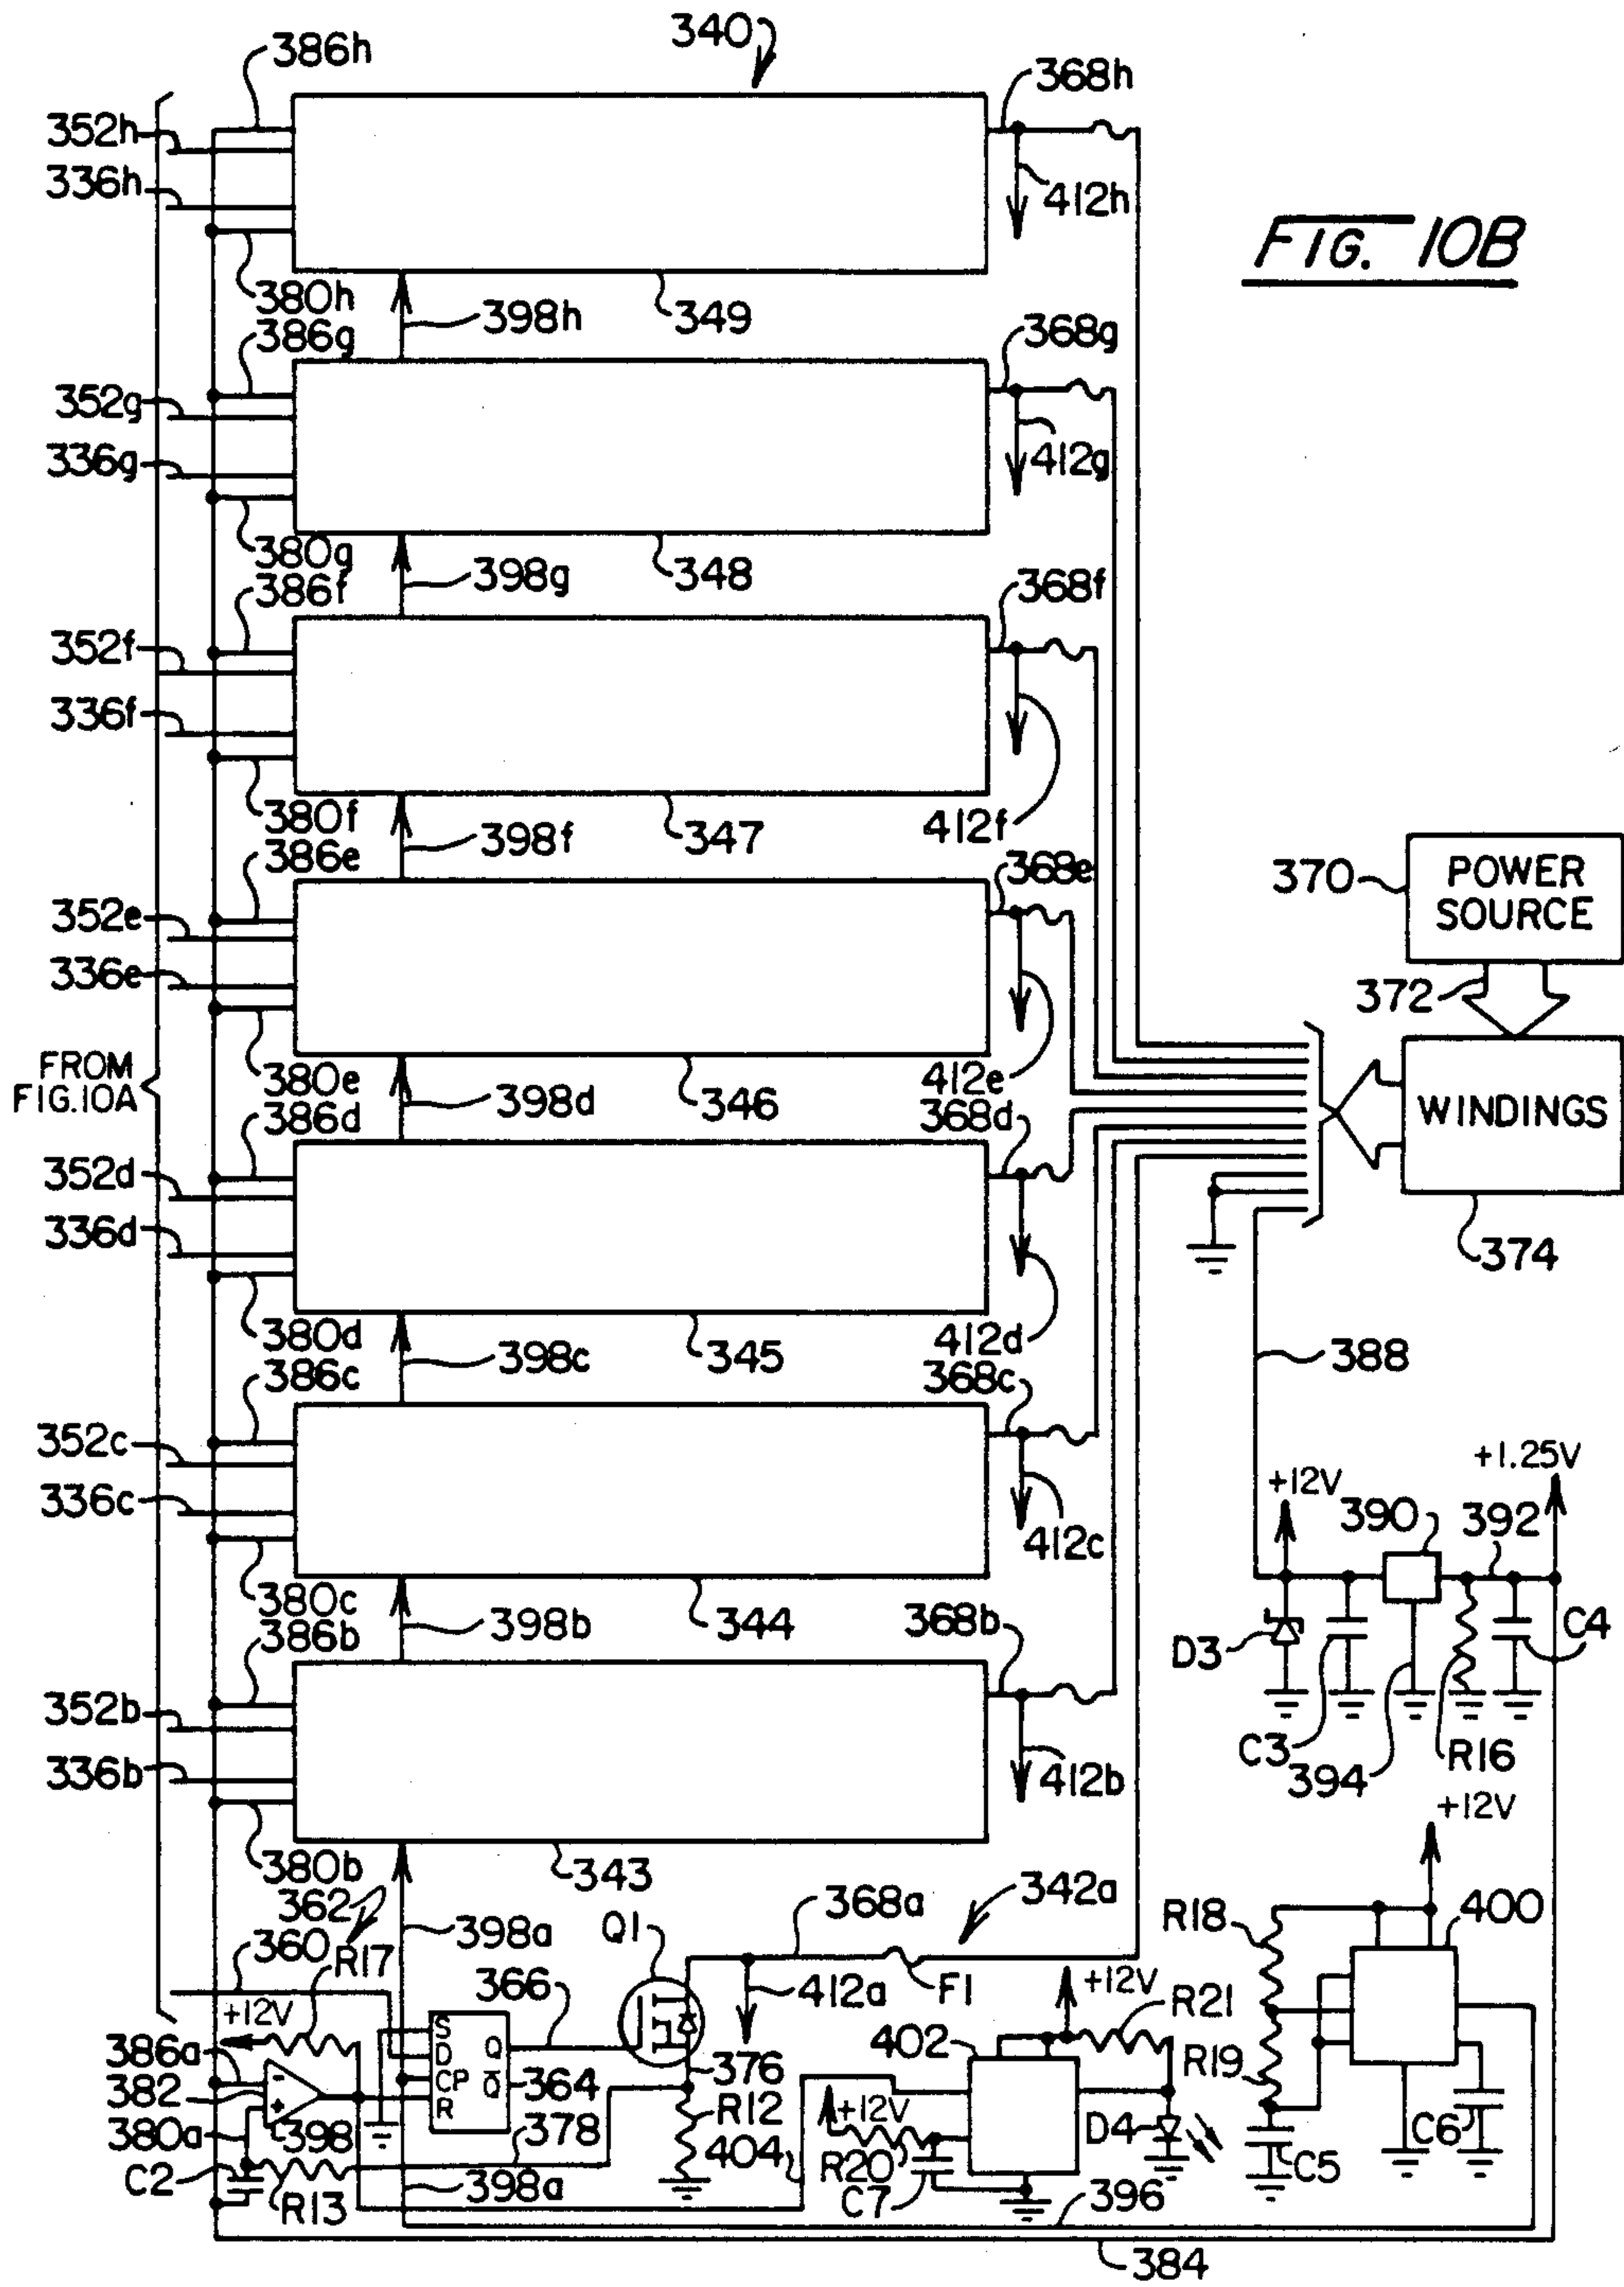 340
386h
368h
352h
336h
412h
FIG. 10B
380h
398h
349
386g
368g
352g
336g
412g
380g
398g
348
386f
368f
352f
336f
380f
398f
347
412f
386e
368e
370
POWER
SOURCE
352e
336e
372
FROM
FIG.10A
380e
398d
346
412e
WINDINGS
386d
368d
352d
336d
374
380d
398c
345
412d
388
386c
368c
352c
336c
412c
+12V
+1.25V
390
392
380c
398b
344
D3
C4
386b
368b
C3
394
R16
352b
336b
412b
+12V
380b
343
362
342a
360
R17
398a
Q1
368a
R18
400
+12V
366
412a
F1
+12V
R21
386a
382
380a
- 
+
398
S
D
CP
R
Q
Q̅
364
376
402
R19
R12
378
+12V
404
R20
D4
C6
C2
R13
398a
C7
C5
396
384